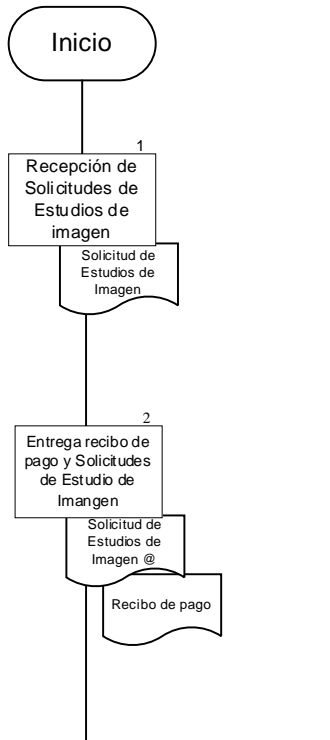 Inicio
1
Recepción de
Solicitudes de
Estudios de
imagen
Solicitud de
Estudios de
Imagen
2
Entrega recibo de
pago y Solicitudes
de Estudio de
Imangen
Solicitud de
Estudios de
Imagen @
Recibo de pago